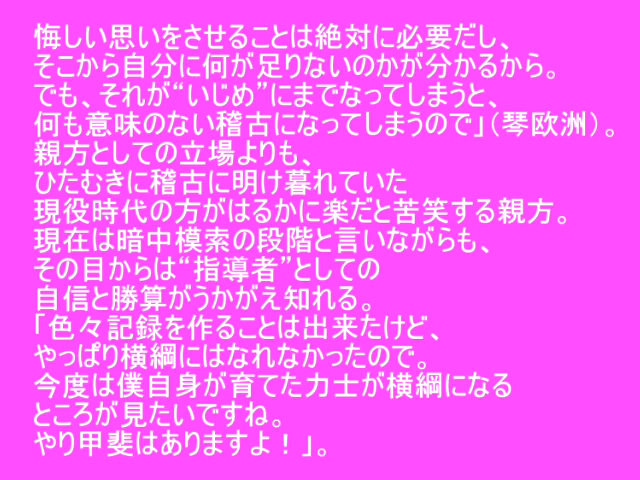 悔しい思いをさせることは絶対に必要だし、
そこから自分に何が足りないのかが分かるから。
でも、それが“いじめ”にまでなってしまうと、
何も意味のない稽古になってしまうので」（琴欧洲）。
親方としての立場よりも、
ひたむきに稽古に明け暮れていた
現役時代の方がはるかに楽だと苦笑する親方。
現在は暗中模索の段階と言いながらも、
その目からは“指導者”としての
自信と勝算がうかがえ知れる。
「色々記録を作ることは出来たけど、
やっぱり横綱にはなれなかったので。
今度は僕自身が育てた力士が横綱になる
ところが見たいですね。
やり甲斐はありますよ！」。